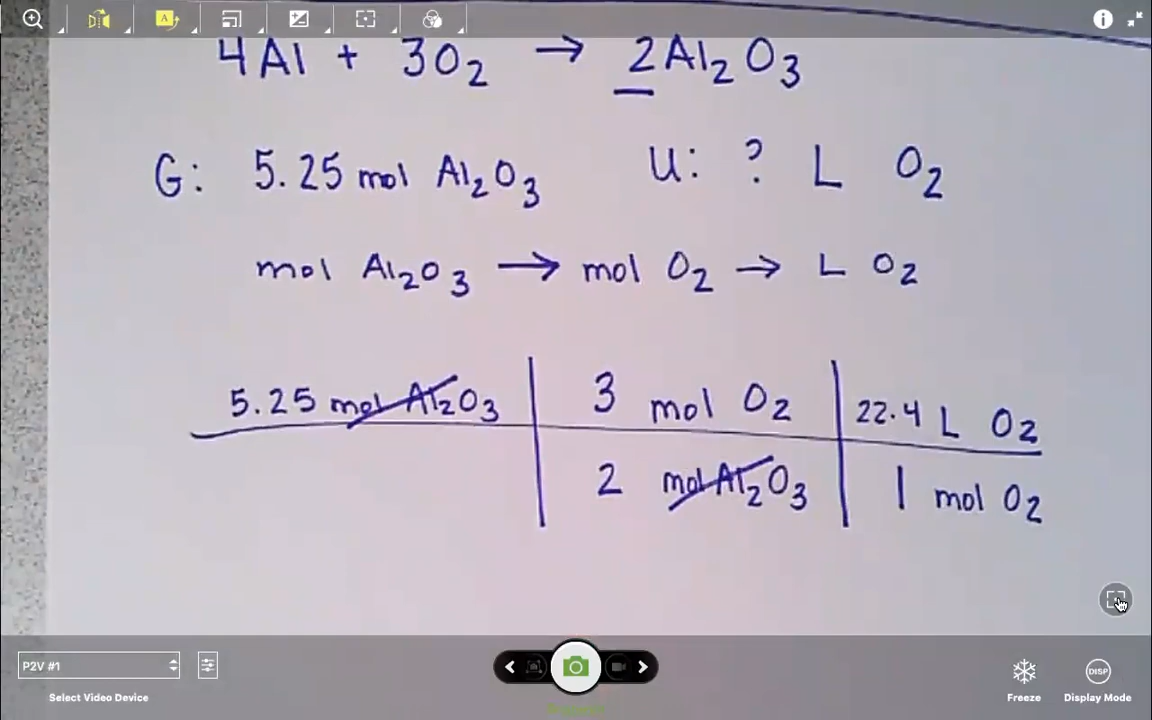 A
4Al + 3O₂ → 2Al₂O₃
G: 5.25 mol Al₂O₃ U: ? L O₂
mol Al₂O₃ → mol O₂ → L O₂
5.25 mol Al₂O₃ 3 mol O₂ 22.4 L O₂
2 mol Al₂O₃ 1 mol O₂
P2V #1
DISP
Select Video Device
Freeze Display Mode